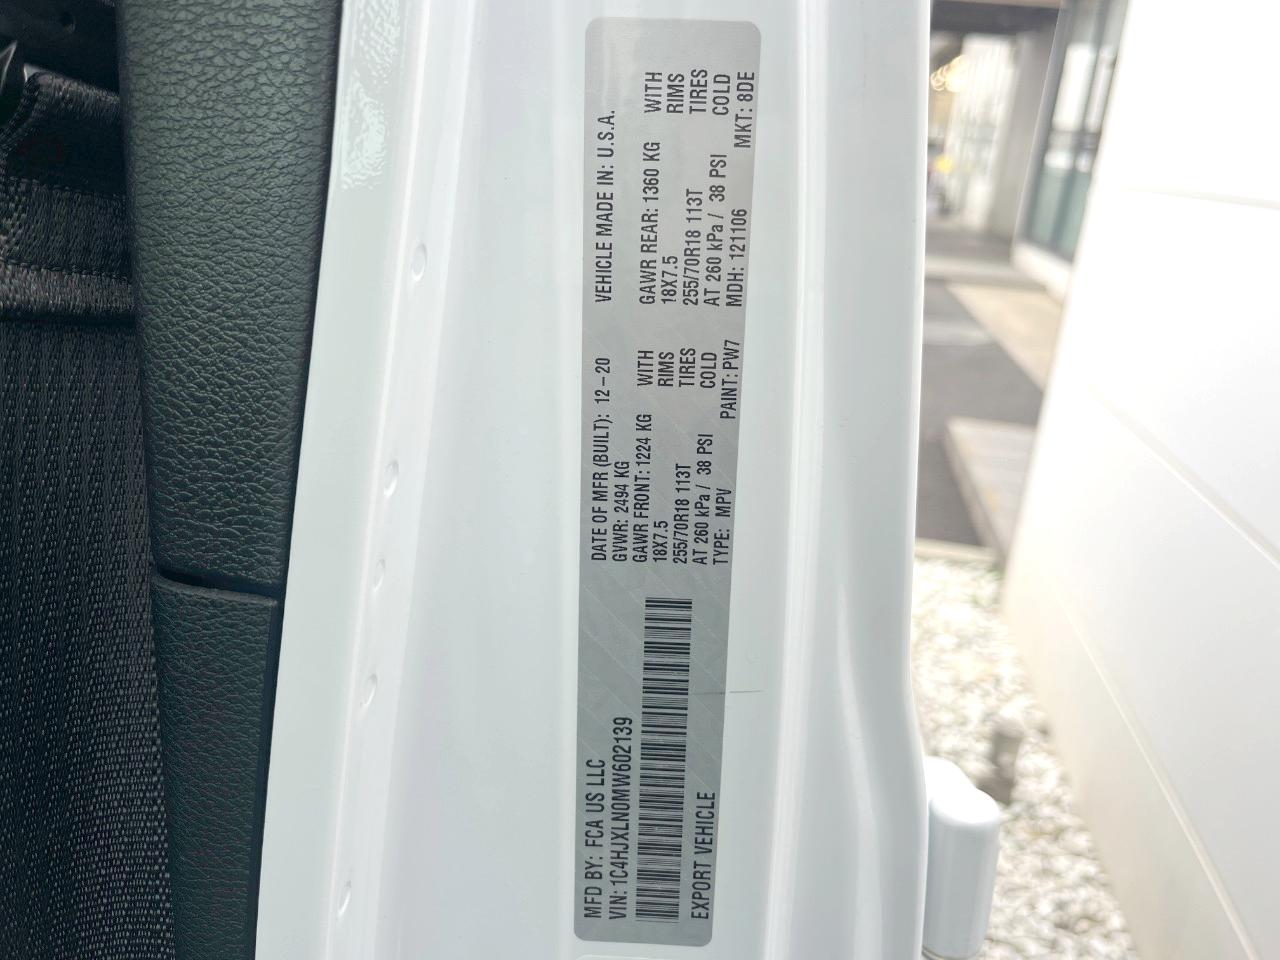 MFD BY: FCA US LLC
VIN: 1C4HJXLN0MW602139
EXPORT VEHICLE
DATE OF MFR (BUILT): 12-20
VEHICLE MADE IN: U.S.A.
GVWR: 2494 KG
GAWR FRONT: 1224 KG WITH
18X7.5 RIMS
255/70R18 113T TIRES
AT 260 kPa / 38 PSI COLD
TYPE: MPV PAINT: PW7
GAWR REAR: 1360 KG WITH
18X7.5 RIMS
255/70R18 113T TIRES
AT 260 kPa / 38 PSI COLD
MDH: 121106 MKT: 8DE